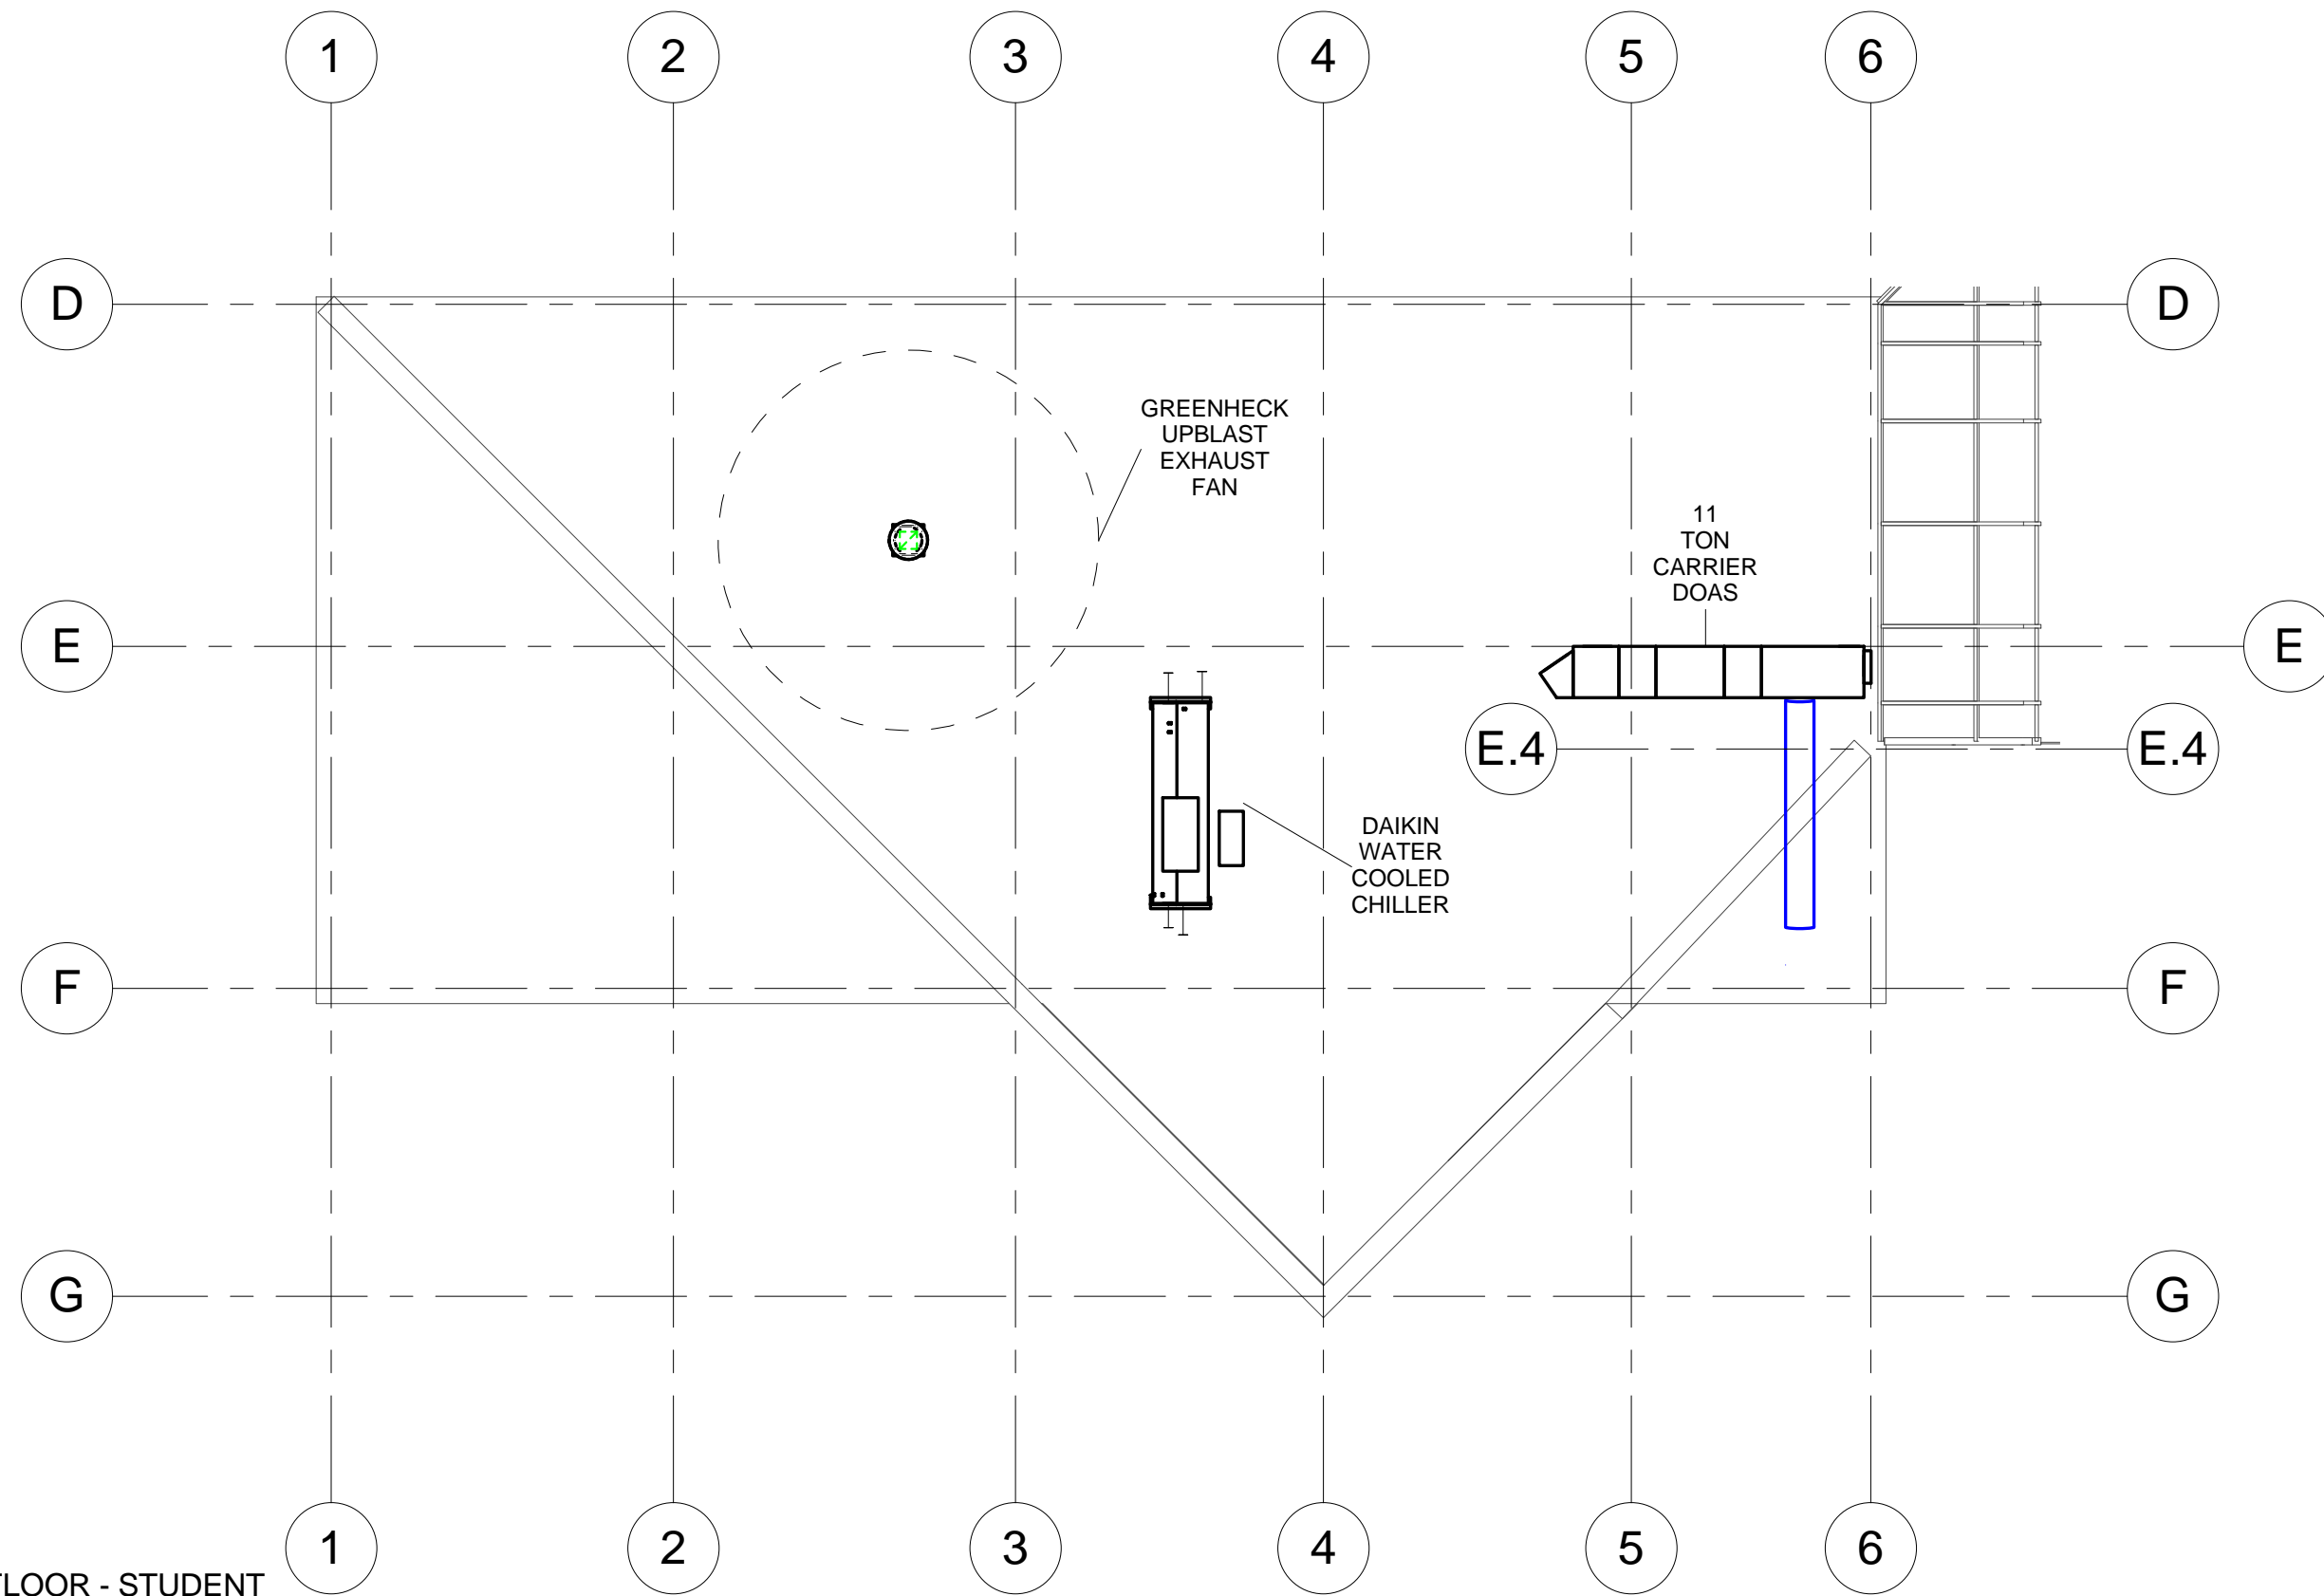 1 2 3 4 5 6
D D
GREENHECK
UPBLAST
EXHAUST
FAN
11
TON
CARRIER
DOAS
E E
E.4 E.4
DAIKIN
WATER
COOLED
CHILLER
F F
G G
1 2 3 4 5 6
- STUDENT